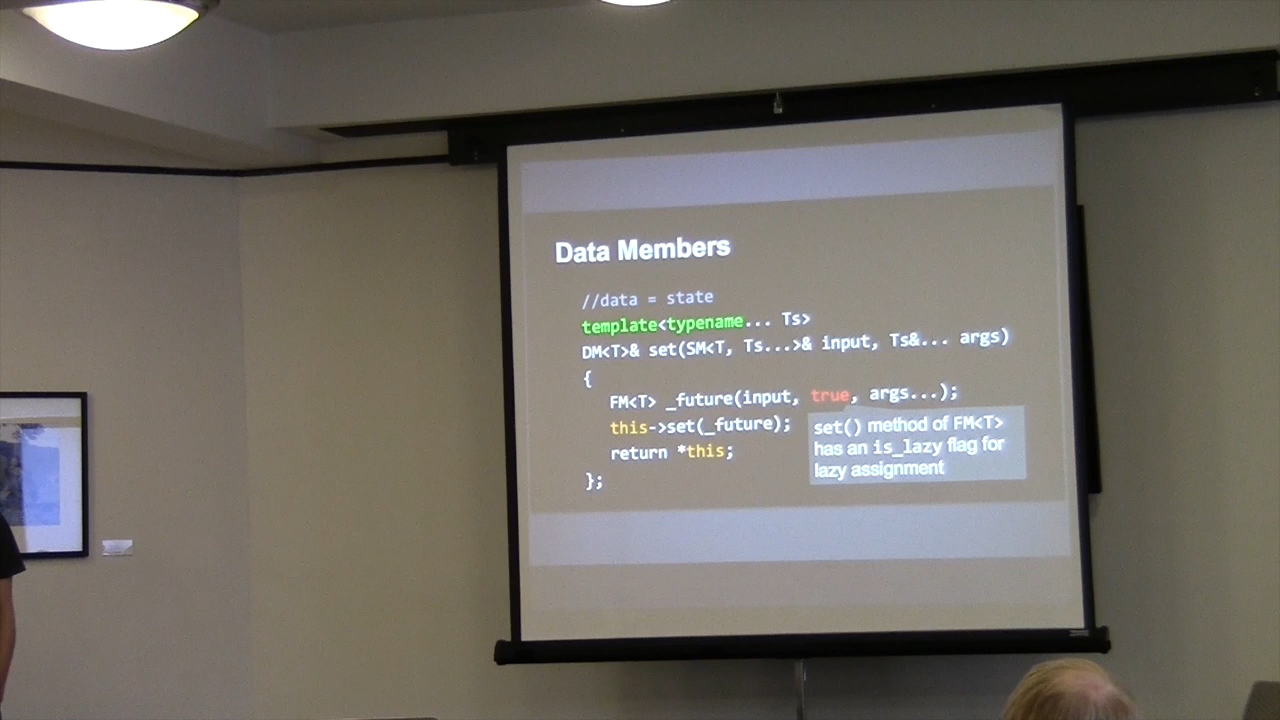 Data Members
//data = state
template<typename... Ts>
DM<T>& set(SM<T, Ts...>& input, Ts&... args)
{
FM<T> _future(input, true, args...);
this->set(_future);
return *this;
};
set() method of FM<T>
has an is_lazy flag for
lazy assignment